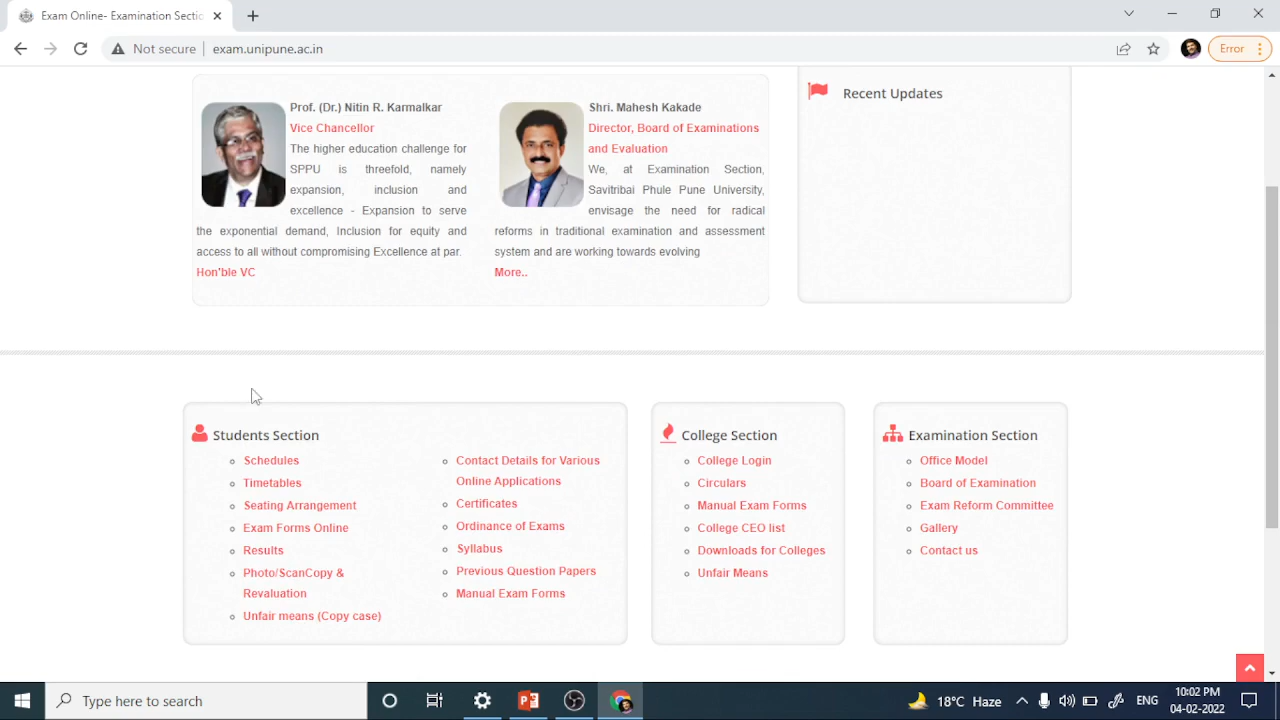 Exam Online- Examination Sectic
Not secure
exam.unipune.ac.in
Error
Prof. (Dr.) Nitin R. Karmalkar
Vice Chancellor
The higher education challenge for
SPPU is threefold, namely
expansion, inclusion and
excellence - Expansion to serve
the exponential demand, Inclusion for equity and
access to all without compromising Excellence at par.
Hon'ble VC
Shri. Mahesh Kakade
Director, Board of Examinations
and Evaluation
We, at Examination Section,
Savitribai Phule Pune University,
envisage the need for radical
reforms in traditional examination and assessment
system and are working towards evolving
More..
Recent Updates
Students Section
Schedules
Timetables
Seating Arrangement
Exam Forms Online
Results
Photo/ScanCopy &
Revaluation
Unfair means (Copy case)
Contact Details for Various
Online Applications
Certificates
Ordinance of Exams
Syllabus
Previous Question Papers
Manual Exam Forms
College Section
College Login
Circulars
Manual Exam Forms
College CEO list
Downloads for Colleges
Unfair Means
Examination Section
Office Model
Board of Examination
Exam Reform Committee
Gallery
Contact us
Type here to search
18°C Haze
ENG
10:02 PM
04-02-2022